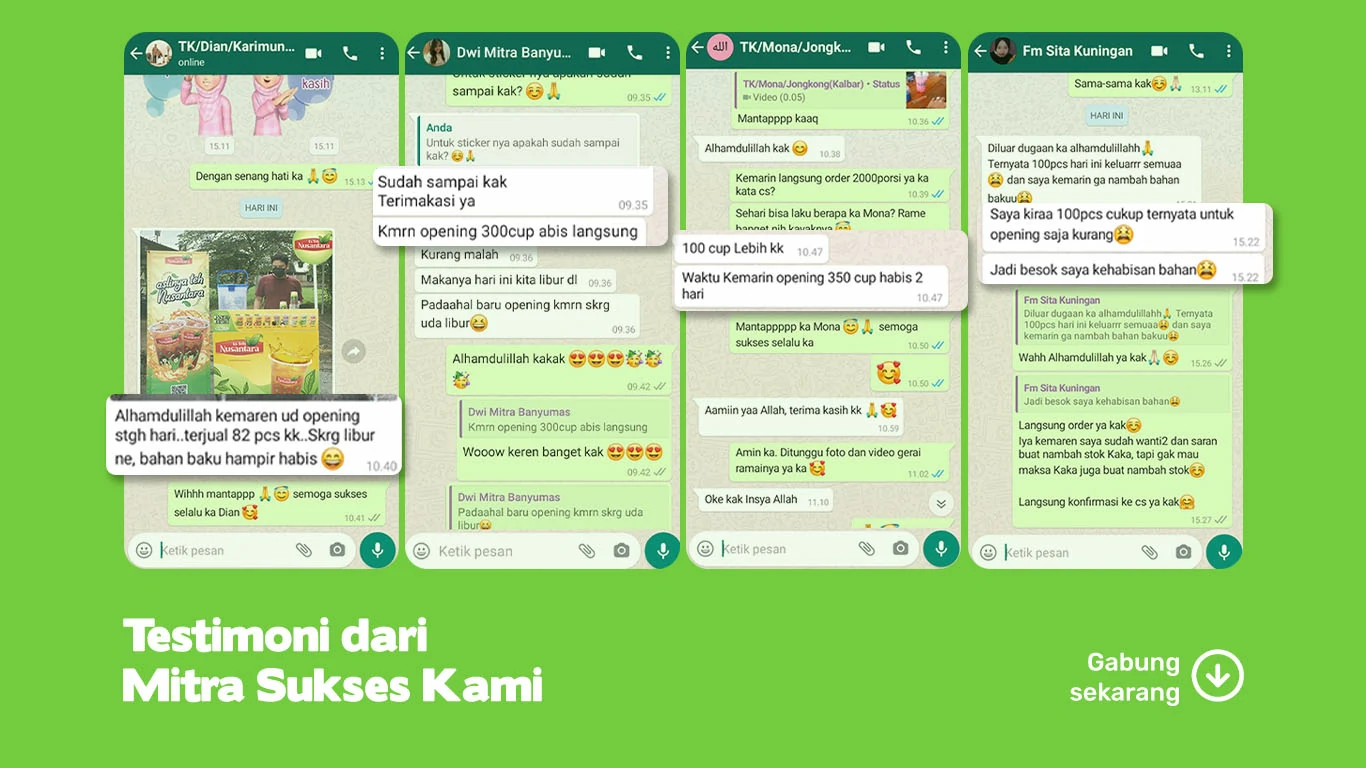 TK/Dian/Karimun...
online
kasih
15.11
15.11
Dengan senang hati ka 🙏😇
15.13
HARI INI
Es Teh
Nusantara
adinya teh
Nusantara
Nusantara
Nusantara
Alhamdulillah kemaren ud opening
stgh hari..terjual 82 pcs kk..Skrg libur
ne, bahan baku hampir habis 😄
10.40
Wihhh mantappp 🙏😇 semoga sukses
selalu ka Dian 🥰
10.41
Ketik pesan
Dwi Mitra Banyu...
Untuk sticker nya apakah sudah
sampai kak? ☺️🙏
09.35
Anda
Untuk sticker nya apakah sudah sampai
kak? ☺️🙏
Sudah sampai kak
Terimakasi ya
09.35
Kmrn opening 300cup abis langsung
Kurang malah
09.36
Makanya hari ini kita libur dl
09.36
Padaahal baru opening kmrn skrg
uda libur😆
09.36
Alhamdulillah kakak 😍😍😍🥳🥳
🥳
09.42
Dwi Mitra Banyumas
Kmrn opening 300cup abis langsung
Wooow keren banget kak 😍😍😍
09.42
Dwi Mitra Banyumas
Padaahal baru opening kmrn skrg uda
libur😆
Ketik pesan
الله
TK/Mona/Jongk...
TK/Mona/Jongkong(Kalbar) • Status
Video (0.05)
Mantapppp kaaq
10.36
Alhamdulillah kak 😊
10.38
Kemarin langsung order 2000porsi ya ka
kata cs?
10.39
Sehari bisa laku berapa ka Mona? Rame
banget nih kayaknya😇
100 cup Lebih kk
10.47
Waktu Kemarin opening 350 cup habis 2
hari
10.47
Mantappppp ka Mona 😇🙏 semoga
sukses selalu ka
10.50
🥰
10.50
Aamiin yaa Allah, terima kasih kk 🙏🥰
10.59
Amin ka. Ditunggu foto dan video gerai
ramainya ya ka 🥰
11.02
Oke kak Insya Allah
11.10
Ketik pesan
Fm Sita Kuningan
Sama-sama kak☺️🙏🏻
13.11
HARI INI
Diluar dugaan ka alhamdulillahh🙏
Ternyata 100pcs hari ini keluarrr semuaa
😫 dan saya kemarin ga nambah bahan
bakuu😫
Saya kiraa 100pcs cukup ternyata untuk
opening saja kurang😫
15.22
Jadi besok saya kehabisan bahan😫
15.22
Fm Sita Kuningan
Diluar dugaan ka alhamdulillahh🙏 Ternyata
100pcs hari ini keluarrr semuaa😫 dan saya
kemarin ga nambah bahan bakuu😫
Wahh Alhamdulillah ya kak🙏🏻☺️
15.26
Fm Sita Kuningan
Jadi besok saya kehabisan bahan😫
Langsung order ya kak☺️
Iya kemaren saya sudah wanti2 dan saran
buat nambah stok Kaka, tapi gak mau
maksa Kaka juga buat nambah stok☺️
Langsung konfirmasi ke cs ya kak🤗
15.27
Ketik pesan
Testimoni dari
Mitra Sukses Kami
Gabung
sekarang